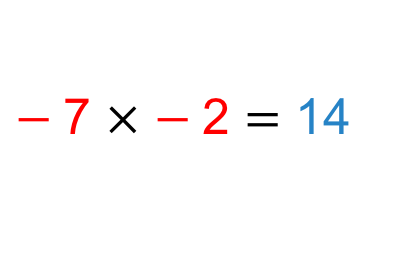 − 7 × − 2 = 14